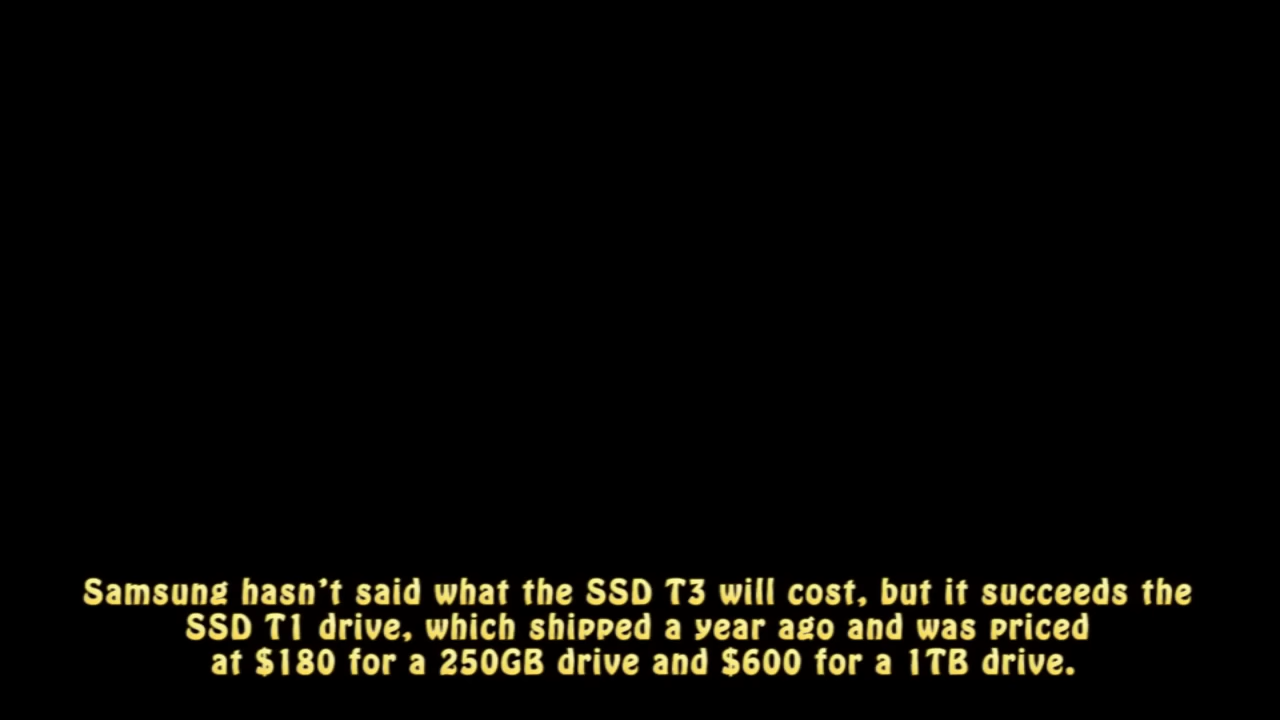 Samsung hasn't said what the SSD T3 will cost, but it succeeds the
SSD T1 drive, which shipped a year ago and was priced
at $180 for a 250GB drive and $600 for a 1TB drive.